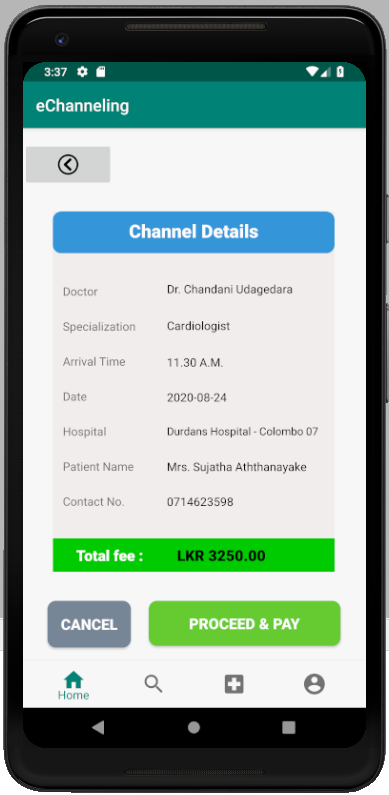 3:37
eChanneling
Channel Details
Doctor Dr. Chandani Udagedara
Specialization Cardiologist
Arrival Time 11.30 A.M.
Date 2020-08-24
Hospital Durdans Hospital - Colombo 07
Patient Name Mrs. Sujatha Aththanayake
Contact No. 0714623598
Total fee : LKR 3250.00
CANCEL PROCEED & PAY
Home